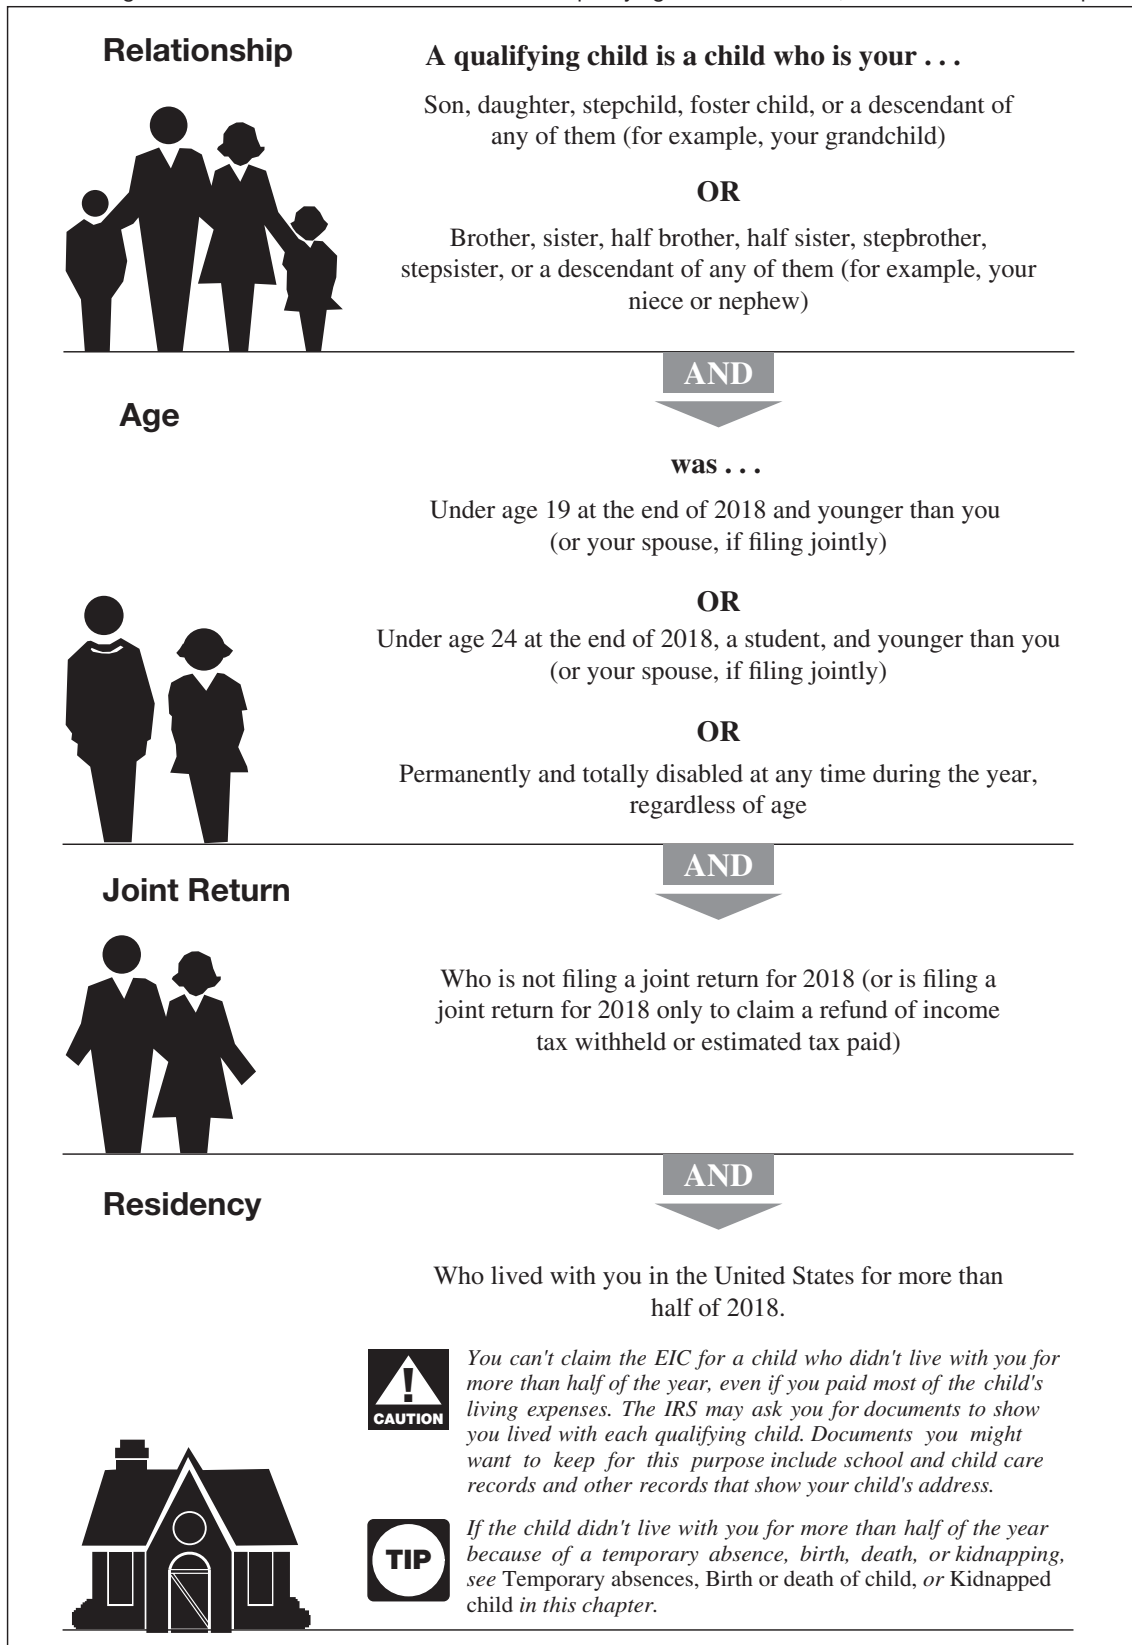 Relationship
A qualifying child is a child who is your . . .
Son, daughter, stepchild, foster child, or a descendant of
any of them (for example, your grandchild)
OR
Brother, sister, half brother, half sister, stepbrother,
stepsister, or a descendant of any of them (for example, your
niece or nephew)
AND
Age
was . . .
Under age 19 at the end of 2018 and younger than you
(or your spouse, if filing jointly)
OR
Under age 24 at the end of 2018, a student, and younger than you
(or your spouse, if filing jointly)
OR
Permanently and totally disabled at any time during the year,
regardless of age
AND
Joint Return
Who is not filing a joint return for 2018 (or is filing a
joint return for 2018 only to claim a refund of income
tax withheld or estimated tax paid)
AND
Residency
Who lived with you in the United States for more than
half of 2018.
!
CAUTION
You can't claim the EIC for a child who didn't live with you for
more than half of the year, even if you paid most of the child's
living expenses. The IRS may ask you for documents to show
you lived with each qualifying child. Documents you might
want to keep for this purpose include school and child care
records and other records that show your child's address.
TIP
If the child didn't live with you for more than half of the year
because of a temporary absence, birth, death, or kidnapping,
see Temporary absences, Birth or death of child, or Kidnapped
child in this chapter.